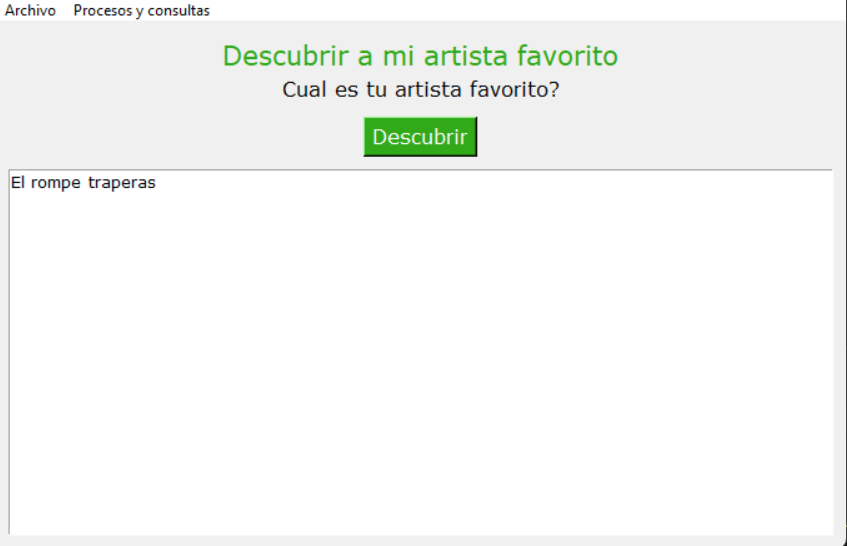 Archivo Procesos y consultas
Descubrir a mi artista favorito
Cual es tu artista favorito?
Descubrir
El rompe traperas